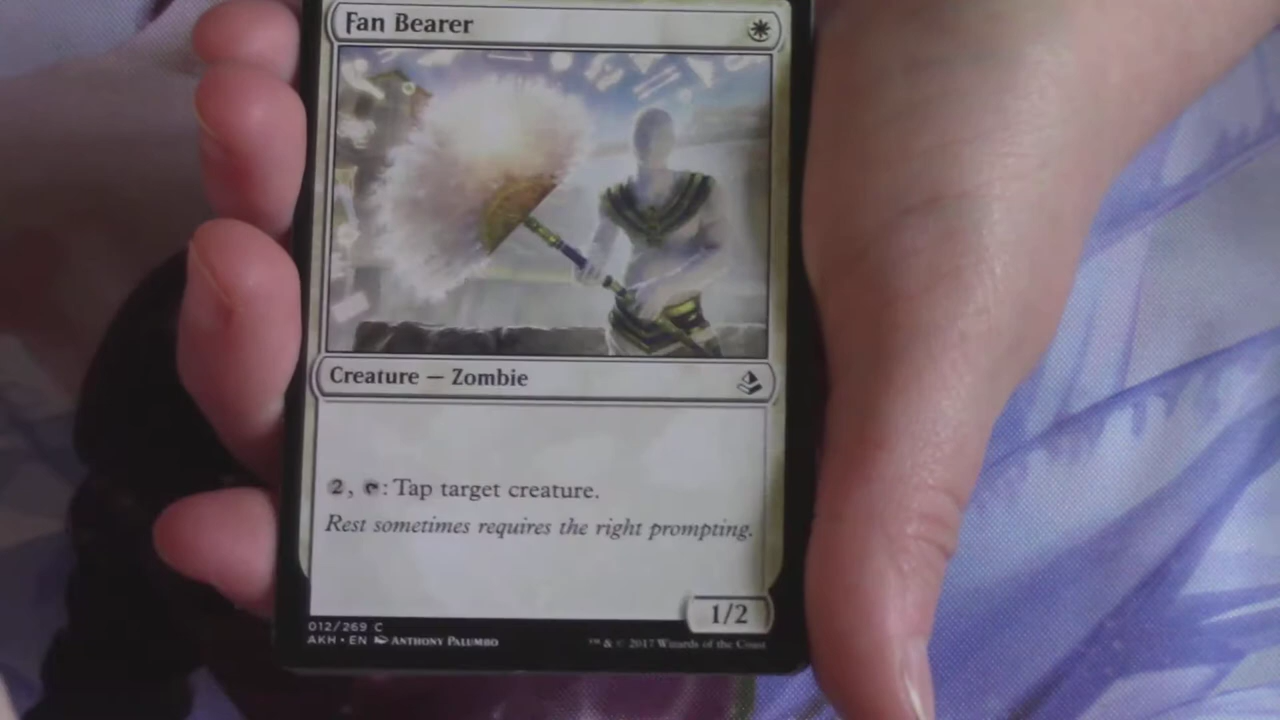 Fan Bearer
Creature — Zombie
2, : Tap target creature.
Rest sometimes requires the right prompting.
1/2
012/269 C
AKH • EN ANTHONY PALUMBO
™ & © 2017 Wizards of the Coast